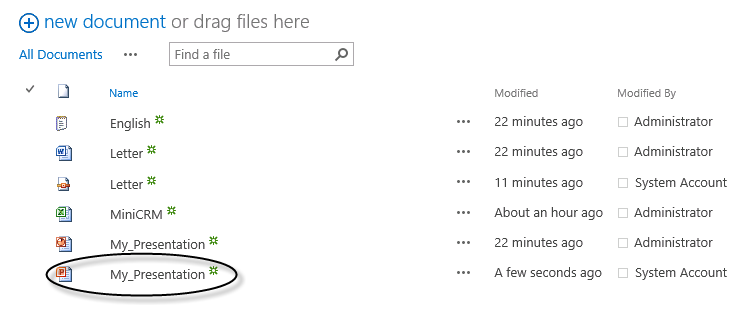 new document or drag files here
All Documents ••• Find a file
Name Modified Modified By
English ••• 22 minutes ago Administrator
Letter ••• 22 minutes ago Administrator
Letter ••• 11 minutes ago System Account
MiniCRM ••• About an hour ago Administrator
My_Presentation ••• 22 minutes ago Administrator
My_Presentation ••• A few seconds ago System Account